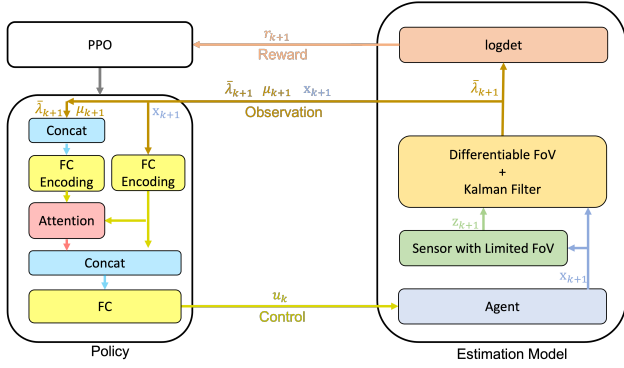 PPO
r_{k+1}
Reward
logdet
λ̄_{k+1} μ_{k+1} x_{k+1}
Observation
λ̄_{k+1}
λ̄_{k+1} μ_{k+1}
x_{k+1}
Concat
FC
Encoding
FC
Encoding
Attention
Concat
FC
Policy
u_k
Control
Differentiable FoV
+
Kalman Filter
z_{k+1}
Sensor with Limited FoV
x_{k+1}
Agent
Estimation Model